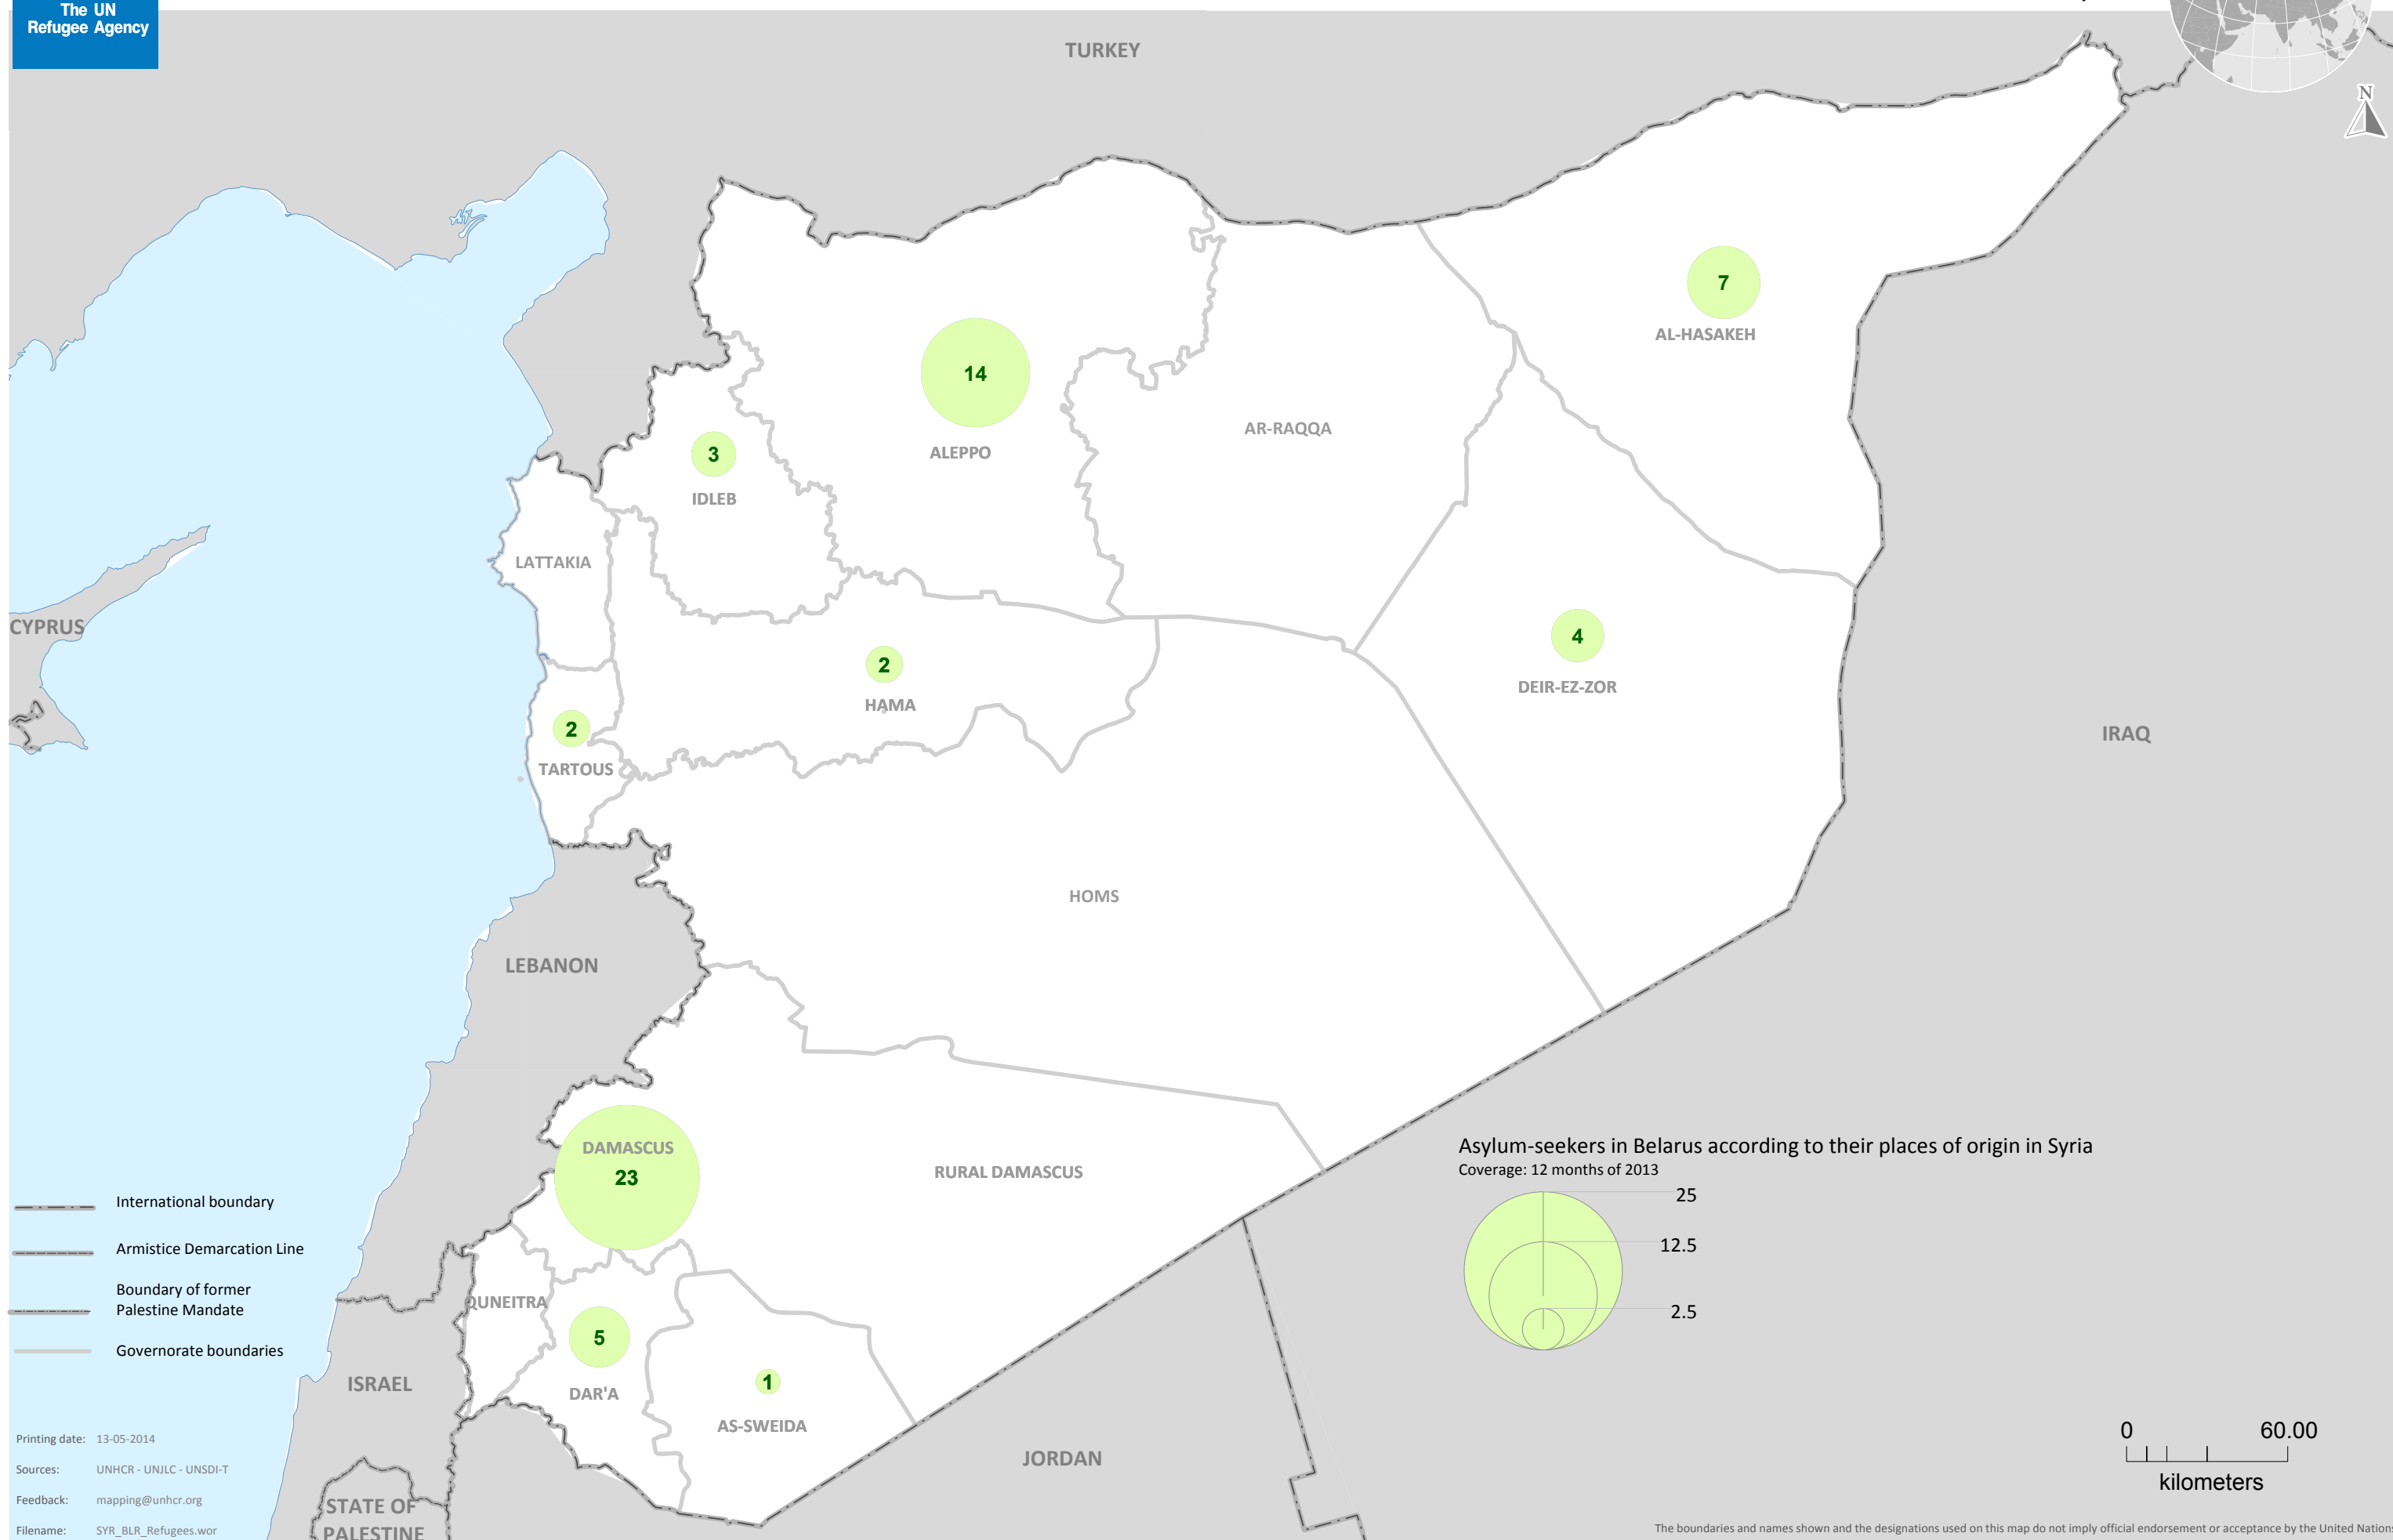 The UN
Refugee Agency
TURKEY
N
7
AL-HASAKEH
14
ALEPPO
AR-RAQQA
3
IDLEB
LATTAKIA
CYPRUS
4
DEIR-EZ-ZOR
2
HAMA
2
TARTOUS
IRAQ
HOMS
LEBANON
DAMASCUS
23
RURAL DAMASCUS
QUNEITRA
5
DAR'A
1
AS-SWEIDA
ISRAEL
JORDAN
STATE OF
PALESTINE
Asylum-seekers in Belarus according to their places of origin in Syria
Coverage: 12 months of 2013
25
12.5
2.5
International boundary
Armistice Demarcation Line
Boundary of former
Palestine Mandate
Governorate boundaries
Printing date: 13-05-2014
Sources: UNHCR - UNJLC - UNSDI-T
Feedback: mapping@unhcr.org
Filename: SYR_BLR_Refugees.wor
0 60.00
kilometers
The boundaries and names shown and the designations used on this map do not imply official endorsement or acceptance by the United Nation